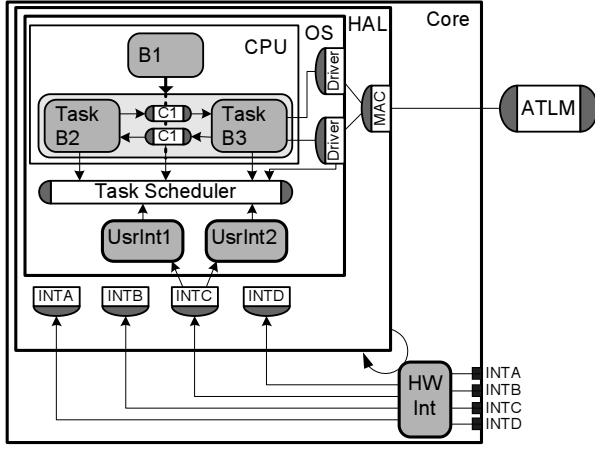 Core
HAL
OS
CPU
B1
Driver
Task
B2
C1
C1
Task
B3
Driver
MAC
ATLM
Task Scheduler
UsrInt1
UsrInt2
INTA
INTB
INTC
INTD
HW
Int
INTA
INTB
INTC
INTD